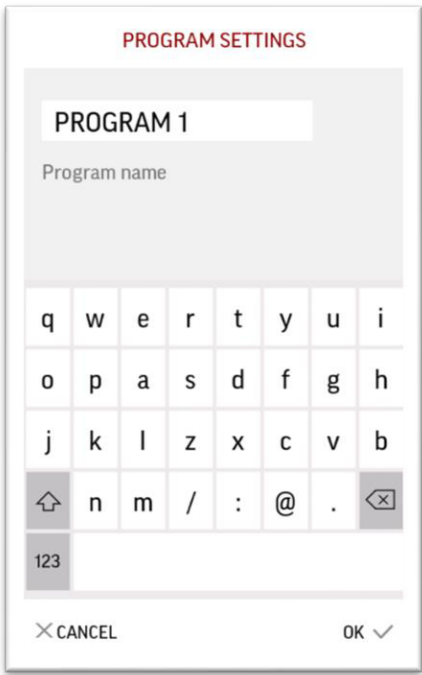 PROGRAM SETTINGS
PROGRAM 1
Program name
q w e r t y u i
o p a s d f g h
j k l z x c v b
n m / : @ .
123
CANCEL OK